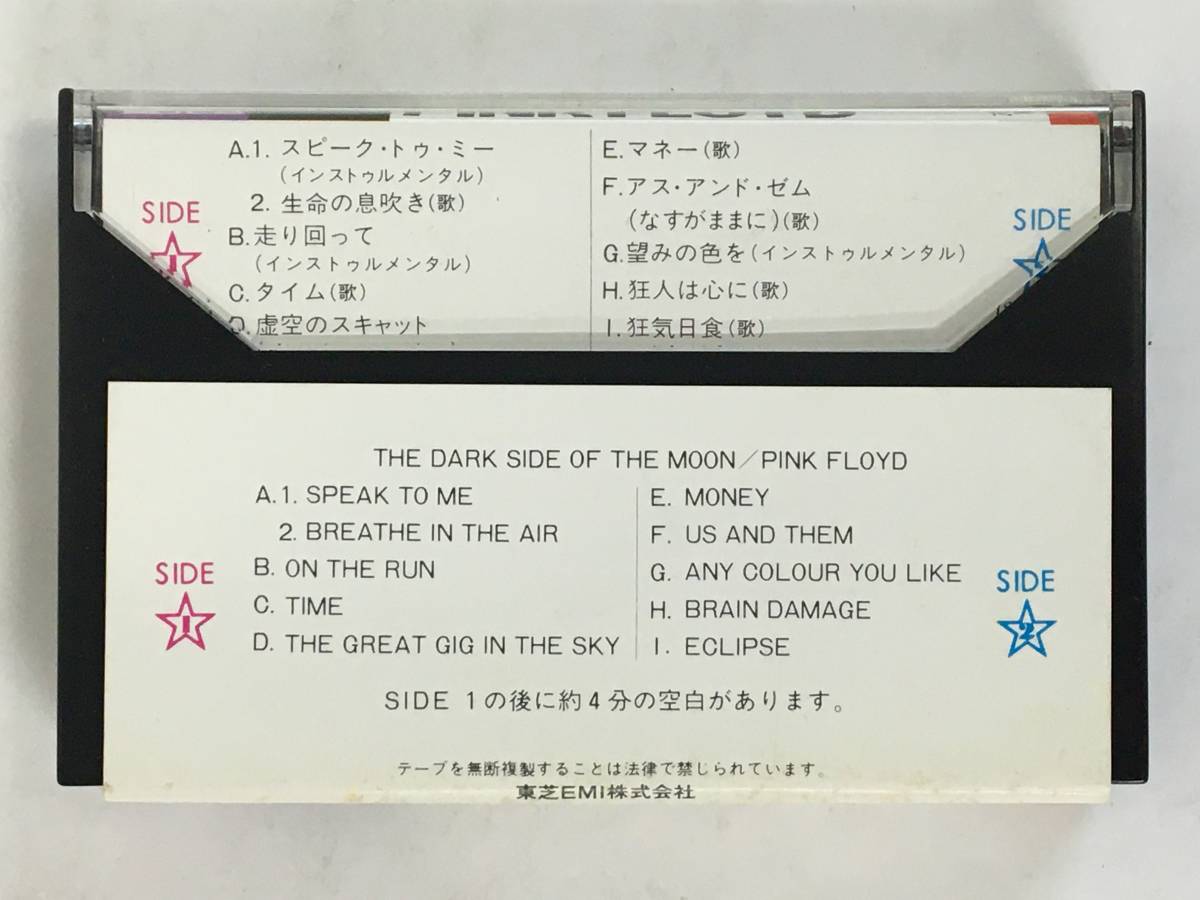 PINK FLOYD
A.1. スピーク・トゥ・ミー
(インストゥルメンタル)
2. 生命の息吹き(歌)
B. 走り回って
(インストゥルメンタル)
C. タイム(歌)
D. 虚空のスキャット
SIDE
1
E. マネー(歌)
F. アス・アンド・ゼム
(なすがままに)(歌)
G. 望みの色を(インストゥルメンタル)
H. 狂人は心に(歌)
I. 狂気日食(歌)
SIDE
THE DARK SIDE OF THE MOON/PINK FLOYD
A.1. SPEAK TO ME
2. BREATHE IN THE AIR
B. ON THE RUN
C. TIME
D. THE GREAT GIG IN THE SKY
SIDE
1
E. MONEY
F. US AND THEM
G. ANY COLOUR YOU LIKE
H. BRAIN DAMAGE
I. ECLIPSE
SIDE
2
SIDE 1の後に約4分の空白があります。
テープを無断複製することは法律で禁じられています。
東芝EMI株式会社